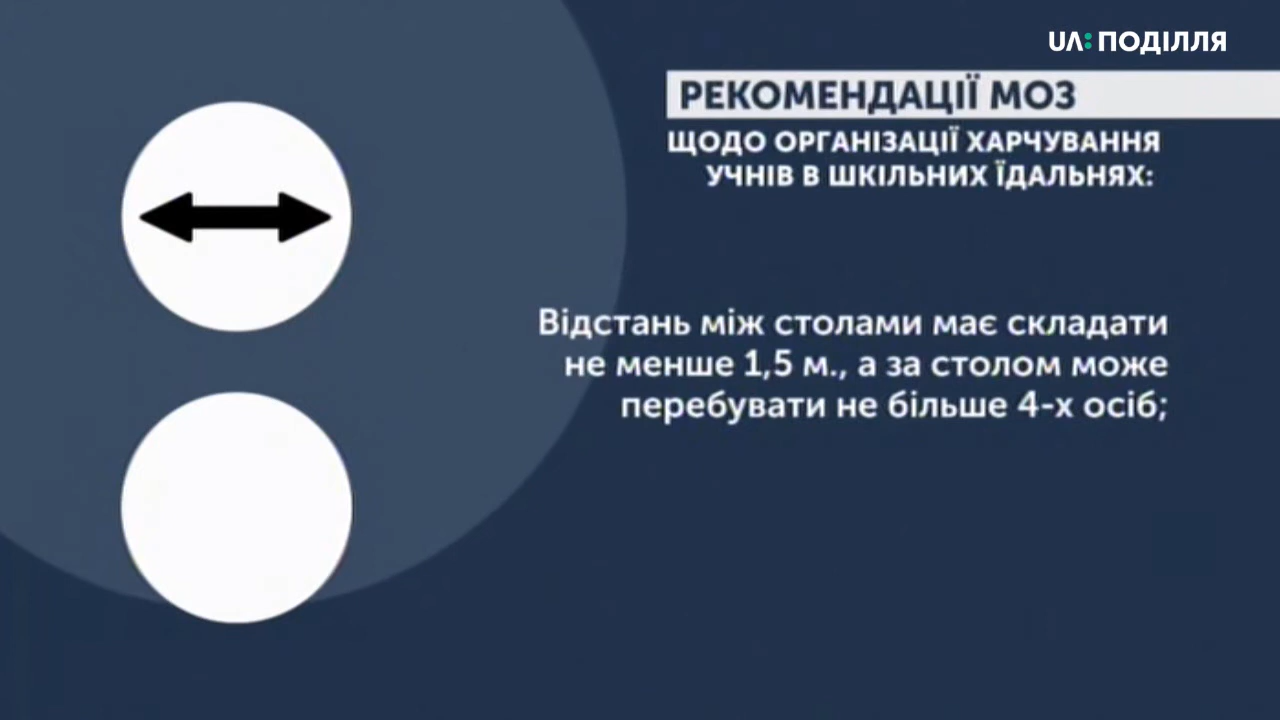 UA: ПОДІЛЛЯ
РЕКОМЕНДАЦІЇ МОЗ
ЩОДО ОРГАНІЗАЦІЇ ХАРЧУВАННЯ
УЧНІВ В ШКІЛЬНИХ ЇДАЛЬНЯХ:
Відстань між столами має складати
не менше 1,5 м., а за столом може
перебувати не більше 4-х осіб;